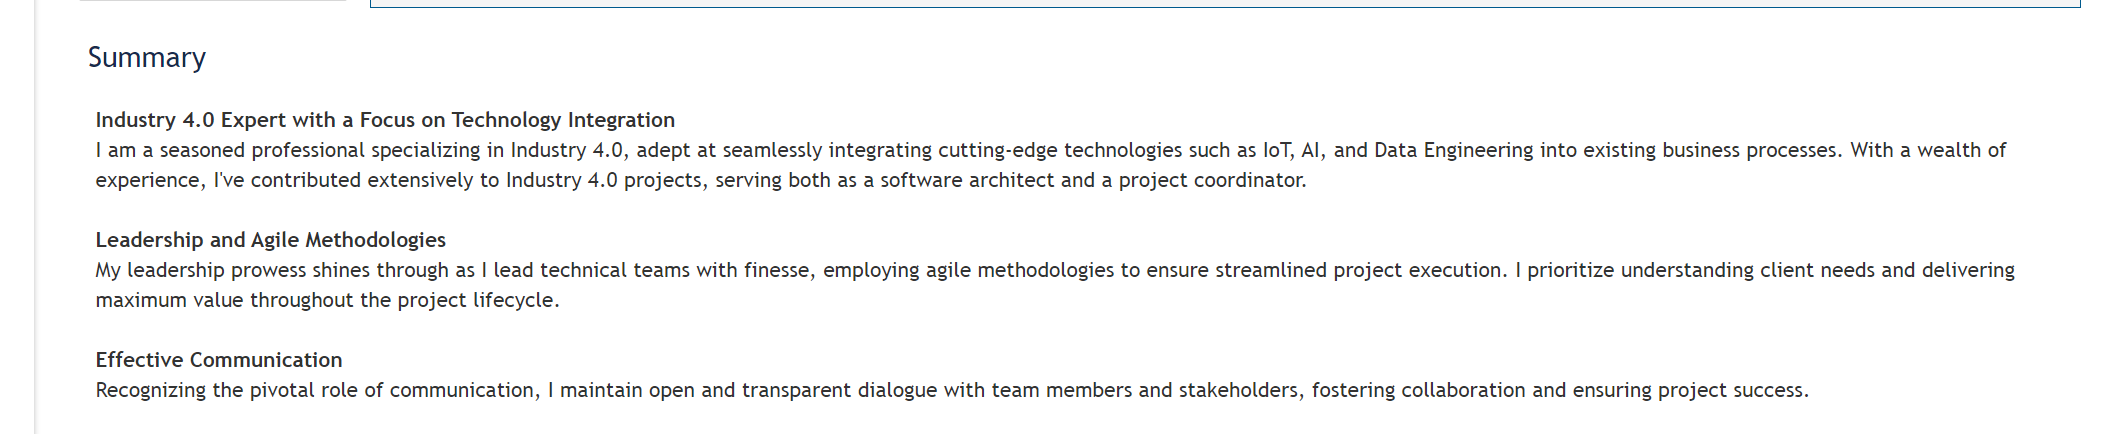 Summary
Industry 4.0 Expert with a Focus on Technology Integration
I am a seasoned professional specializing in Industry 4.0, adept at seamlessly integrating cutting-edge technologies such as IoT, AI, and Data Engineering into existing business processes. With a wealth of
experience, I've contributed extensively to Industry 4.0 projects, serving both as a software architect and a project coordinator.
Leadership and Agile Methodologies
My leadership prowess shines through as I lead technical teams with finesse, employing agile methodologies to ensure streamlined project execution. I prioritize understanding client needs and delivering
maximum value throughout the project lifecycle.
Effective Communication
Recognizing the pivotal role of communication, I maintain open and transparent dialogue with team members and stakeholders, fostering collaboration and ensuring project success.